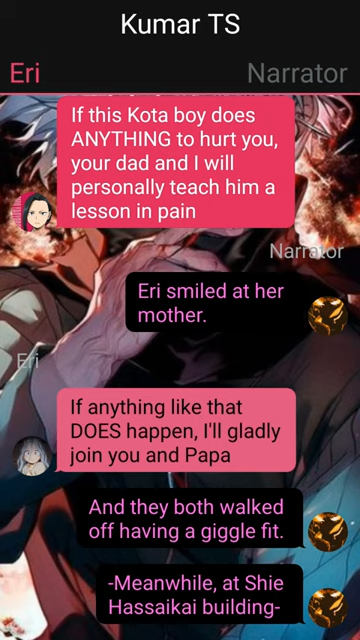 Kumar TS
Eri
Narrator
If this Kota boy does
ANYTHING to hurt you,
your dad and I will
personally teach him a
lesson in pain
Narrator
Eri smiled at her
mother.
Eri
If anything like that
DOES happen, I'll gladly
join you and Papa
And they both walked
off having a giggle fit.
-Meanwhile, at Shie
Hassaikai building-